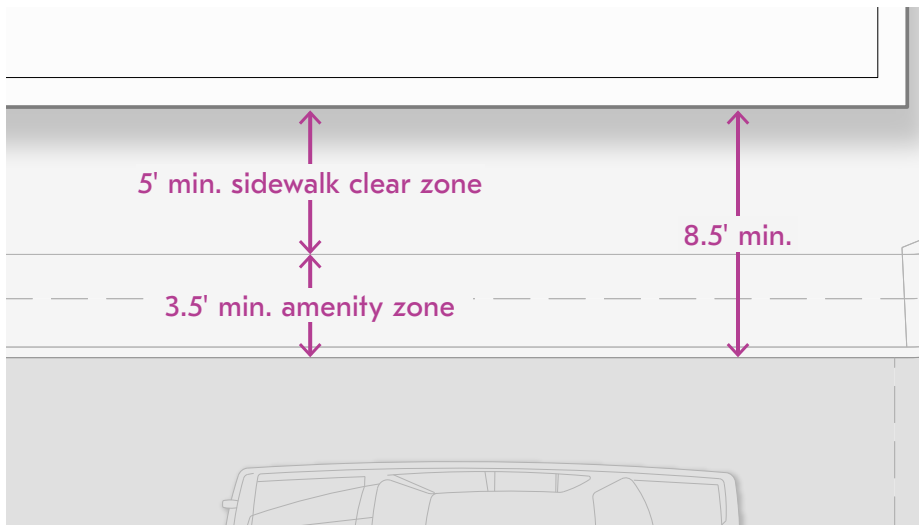 5' min. sidewalk clear zone
8.5' min.
3.5' min. amenity zone